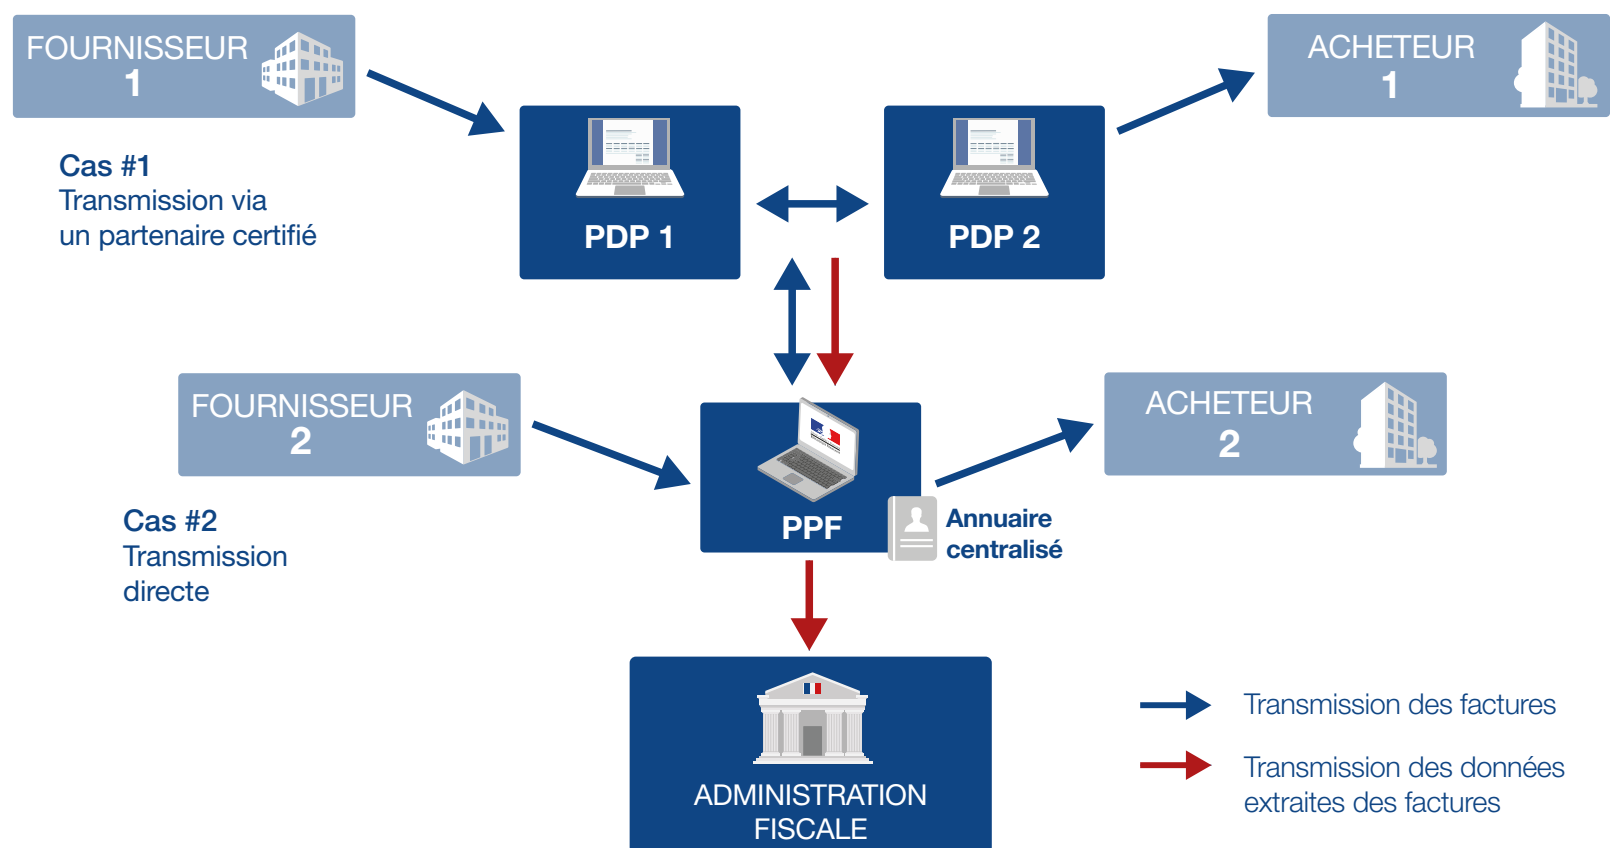 FOURNISSEUR
1
ACHETEUR
1
Cas #1
Transmission via
un partenaire certifié
PDP 1
PDP 2
FOURNISSEUR
2
ACHETEUR
2
Cas #2
Transmission
directe
PPF
Annuaire
centralisé
ADMINISTRATION
FISCALE
Transmission des factures
Transmission des données
extraites des factures